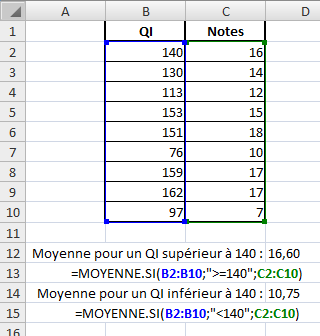 A B C D
1 QI Notes
2 140 16
3 130 14
4 113 12
5 153 15
6 151 18
7 76 10
8 159 17
9 162 17
10 97 7
11
12 Moyenne pour un QI supérieur à 140 : 16,60
13 =MOYENNE.SI(B2:B10;">=140";C2:C10)
14 Moyenne pour un QI inférieur à 140 : 10,75
15 =MOYENNE.SI(B2:B10;"<140";C2:C10)
16